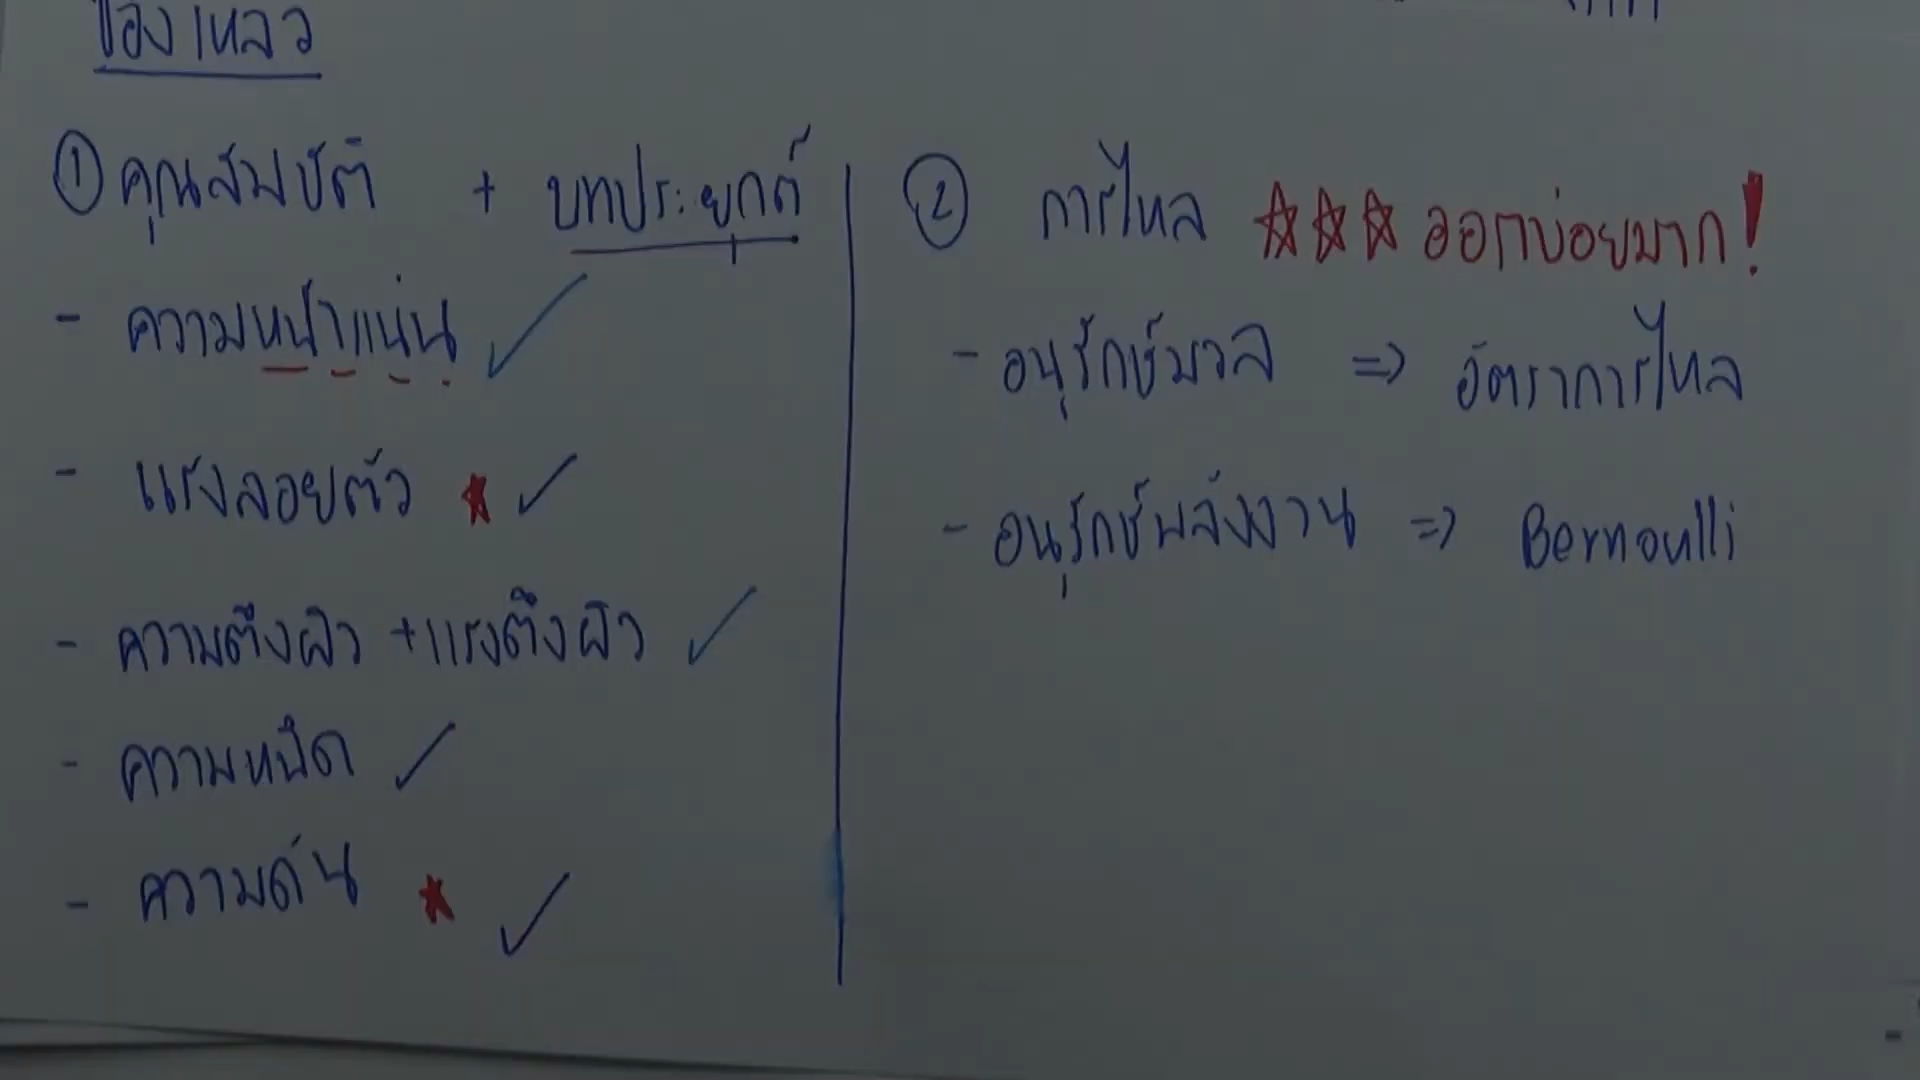 ของเหลว
① คุณสมบัติ + บทประยุกต์
- ความหนาแน่น ✓
- แรงลอยตัว ★ ✓
- ความตึงผิว + แรงตึงผิว ✓
- ความหนืด ✓
- ความดัน ★ ✓
② การไหล ☆☆☆ ออกบ่อยมาก!
- อนุรักษ์มวล => อัตราการไหล
- อนุรักษ์พลังงาน => Bernoulli